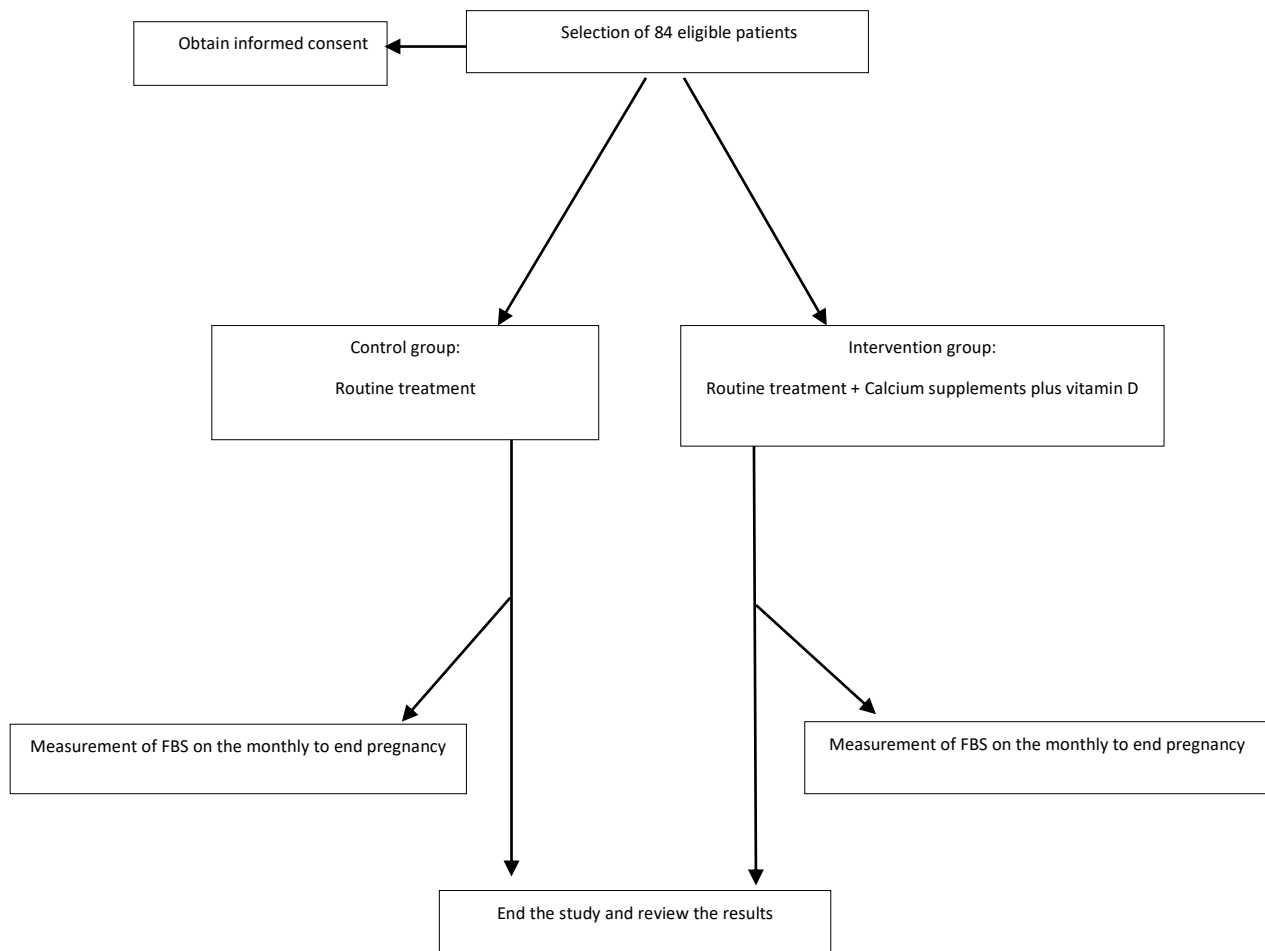 Selection of 84 eligible patients
Obtain informed consent
Control group:
Routine treatment
Intervention group:
Routine treatment + Calcium supplements plus vitamin D
Measurement of FBS on the monthly to end pregnancy
Measurement of FBS on the monthly to end pregnancy
End the study and review the results